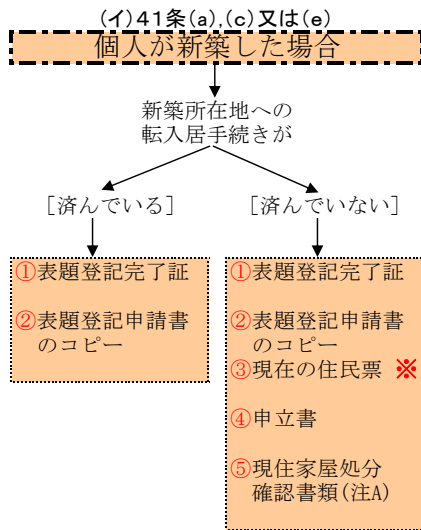 (イ)41条(a),(c)又は(e)
個人が新築した場合
新築所在地への
転入居手続きが
[済んでいる]
[済んでいない]
①表題登記完了証
②表題登記申請書
のコピー
①表題登記完了証
②表題登記申請書
のコピー
③現在の住民票 ※
④申立書
⑤現住家屋処分
確認書類(注A)